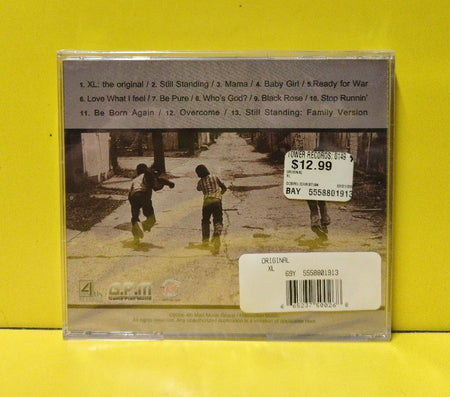 1. XL: the original / 2. Still Standing / 3. Mama / 4. Baby Girl / 5.Ready for War
6. Love What I feel / 7. Be Pure / 8. Who's God? / 9. Black Rose / 10. Stop Runnin'
11. Be Born Again / 12. Overcome / 13. Still Standing: Family Version
TOWER RECORDS 0149
$12.99
ORIGINAL
XL
BAY 5558801913
ORIGINAL
XL
69Y 5558801913